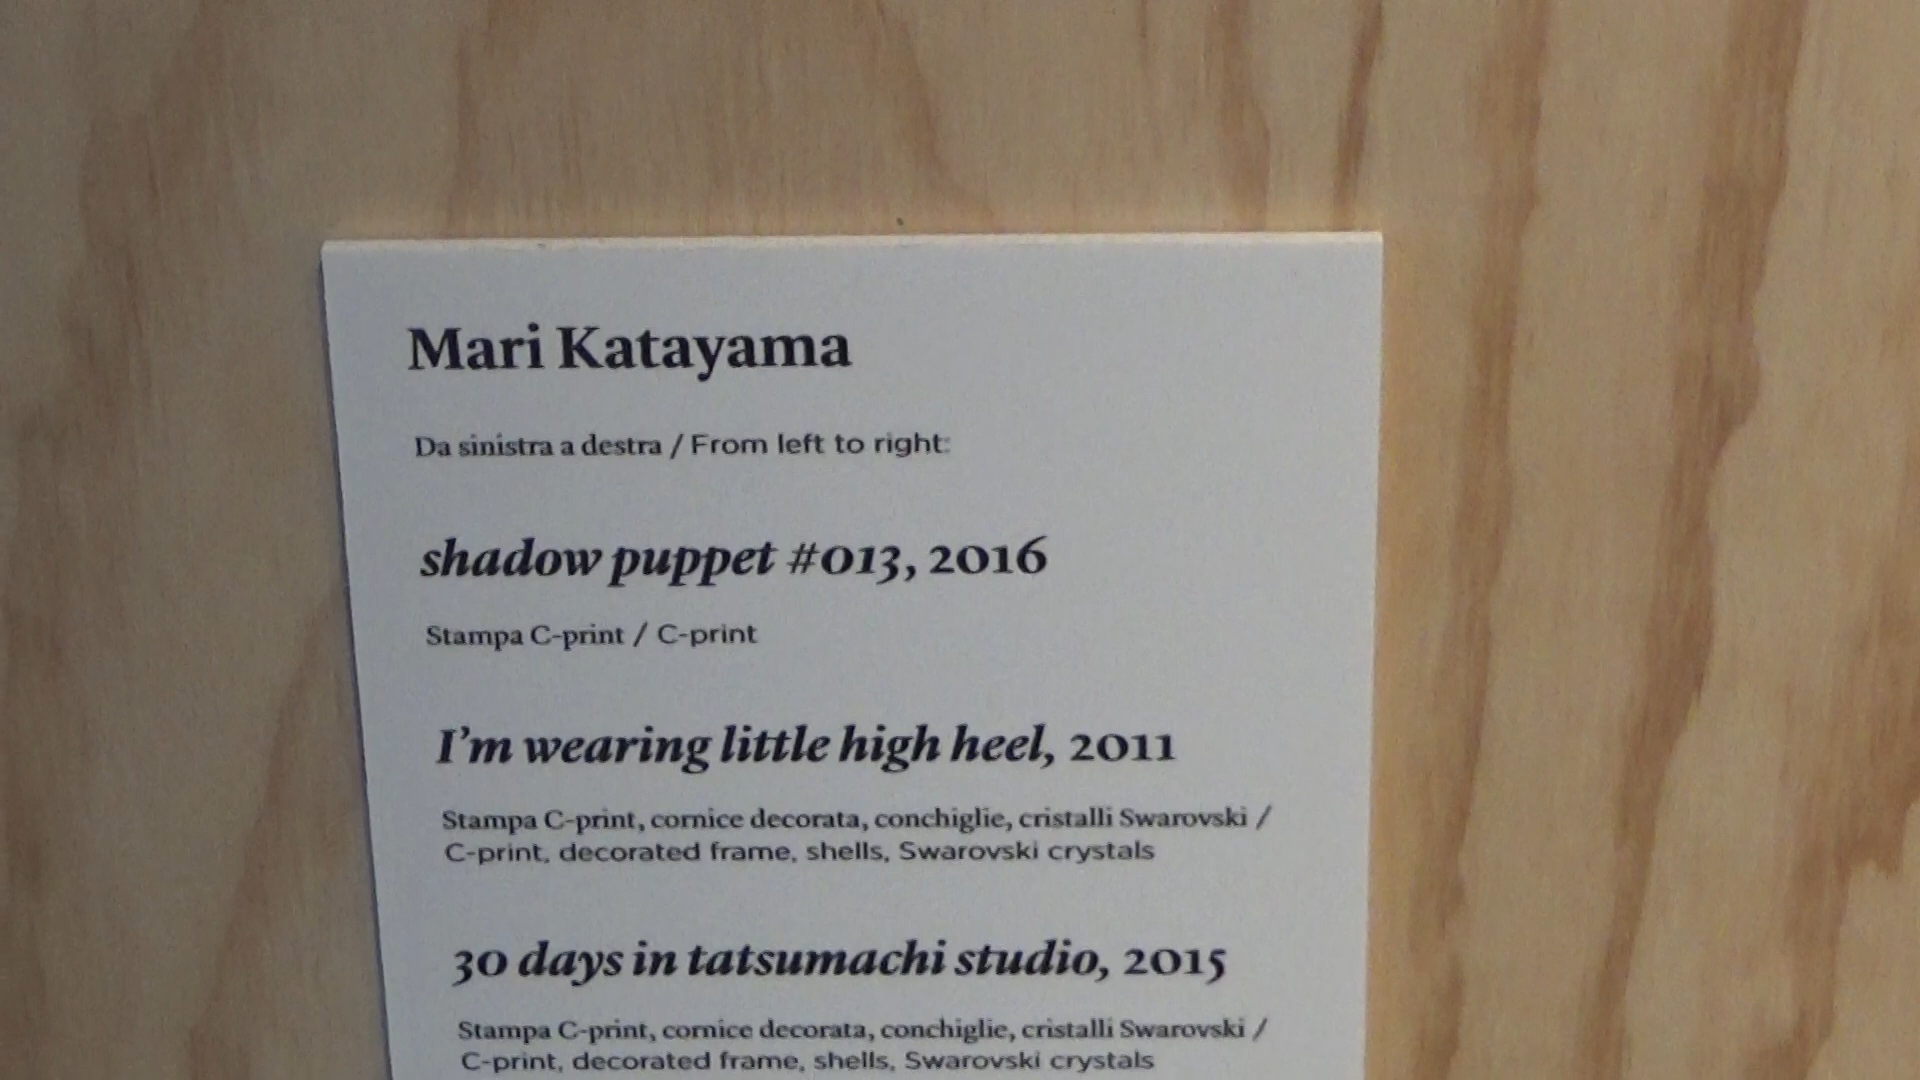 Mari Katayama
Da sinistra a destra / From left to right:
shadow puppet #013, 2016
Stampa C-print / C-print
I’m wearing little high heel, 2011
Stampa C-print, cornice decorata, conchiglie, cristalli Swarovski /
C-print, decorated frame, shells, Swarovski crystals
30 days in tatsumachi studio, 2015
Stampa C-print, cornice decorata, conchiglie, cristalli Swarovski /
C-print, decorated frame, shells, Swarovski crystals